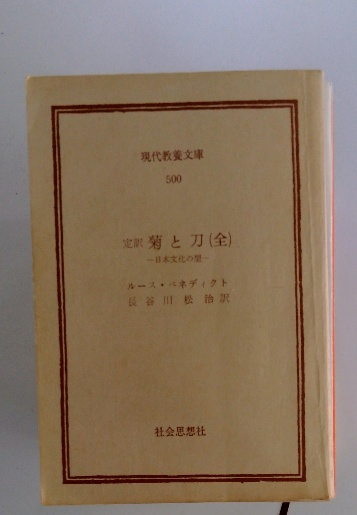 現代教養文庫
500
定訳 菊と刀(全)
−日本文化の型−
ルース・ベネディクト
長谷川松治訳
社会思想社